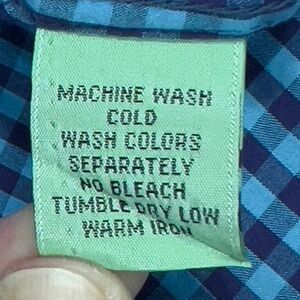 MACHINE WASH
COLD
WASH COLORS
SEPARATELY
NO BLEACH
TUMBLE DRY LOW
WARM IRON